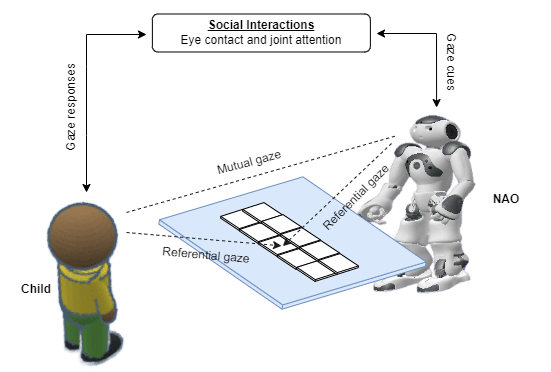 Social Interactions
Eye contact and joint attention
Gaze responses
Gaze cues
Mutual gaze
Referential gaze
NAO
Referential gaze
Child